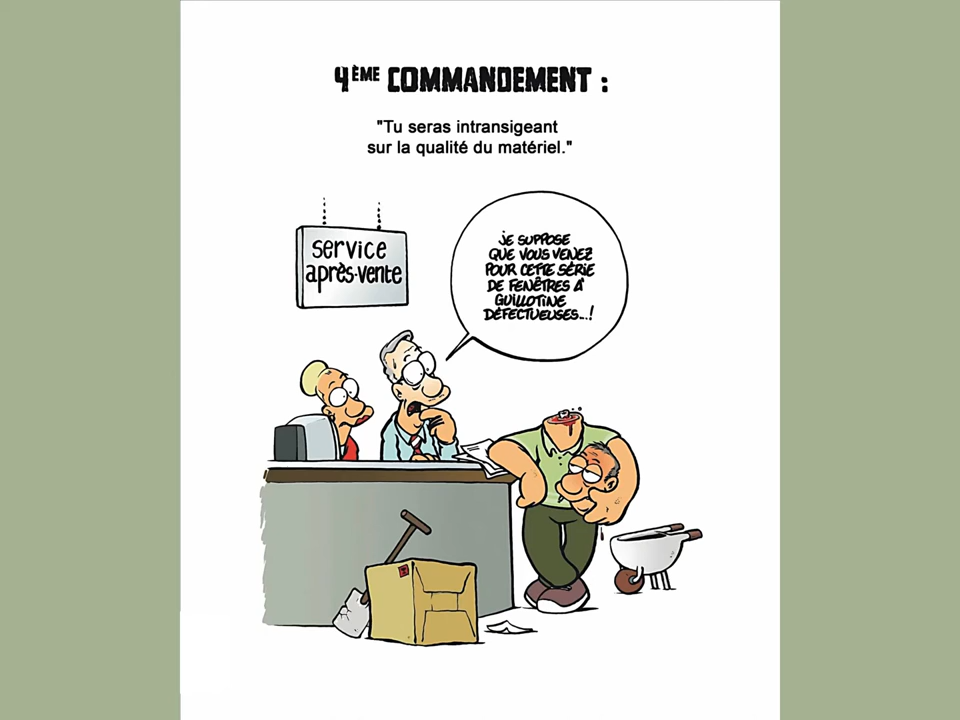 4ÈME COMMANDEMENT :
"Tu seras intransigeant
sur la qualité du matériel."
service
après-vente
JE SUPPOSE
QUE VOUS VENEZ
POUR CETTE SÉRIE
DE FENÊTRES À
GUILLOTINE
DÉFECTUEUSES...!